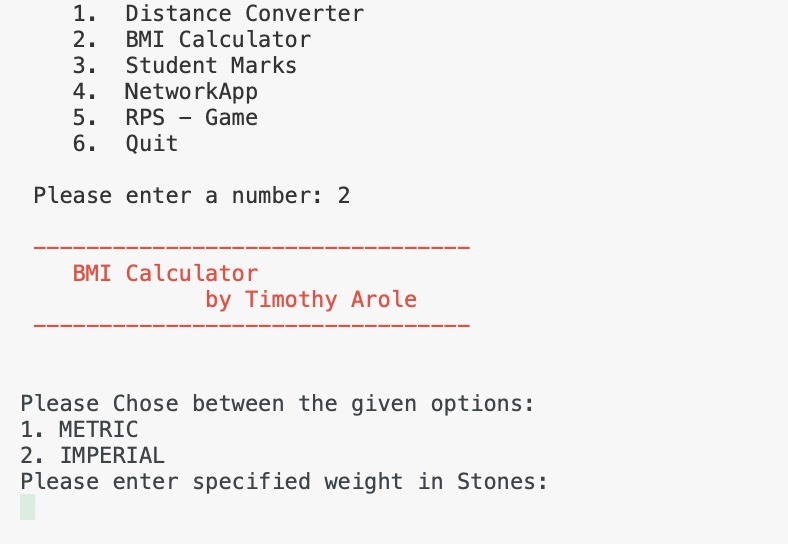 1. Distance Converter
2. BMI Calculator
3. Student Marks
4. NetworkApp
5. RPS – Game
6. Quit
Please enter a number: 2
––––––––––––––––––––––––––––––––
BMI Calculator
by Timothy Arole
––––––––––––––––––––––––––––––––
Please Chose between the given options:
1. METRIC
2. IMPERIAL
Please enter specified weight in Stones: